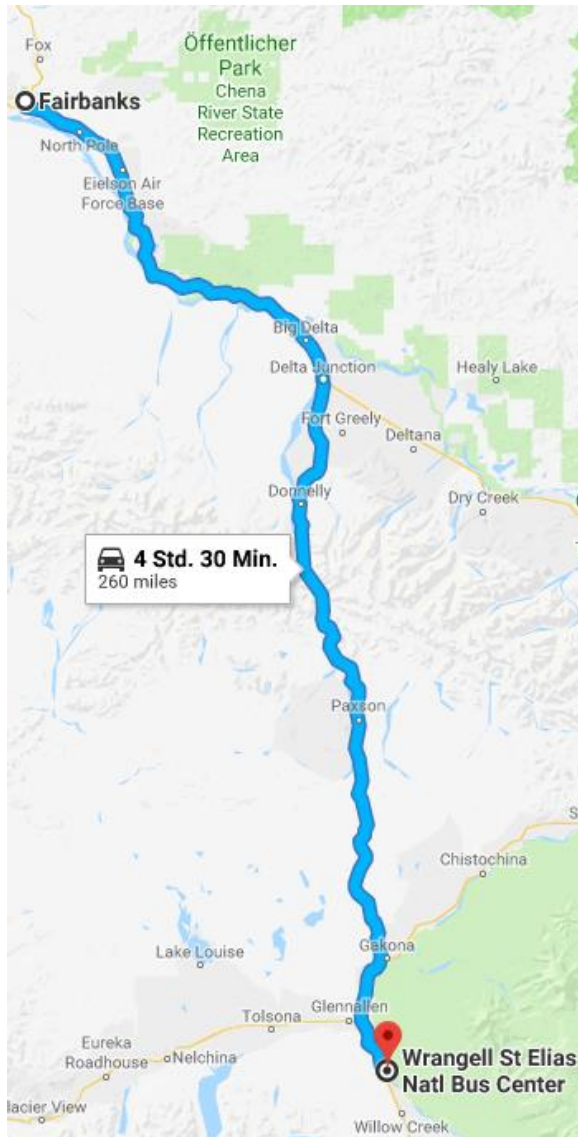 Fox
Öffentlicher
Park
Chena
River State
Recreation
Area
Fairbanks
North Pole
Eielson Air
Force Base
Big Delta
Delta Junction
Healy Lake
Fort Greely
Deltana
Donnelly
Dry Creek
4 Std. 30 Min.
260 miles
Paxson
Chistochina
Gakona
Lake Louise
Glennallen
Tolsona
Eureka
Roadhouse
Nelchina
Wrangell St Elias
Natl Bus Center
lacier View
Willow Creek